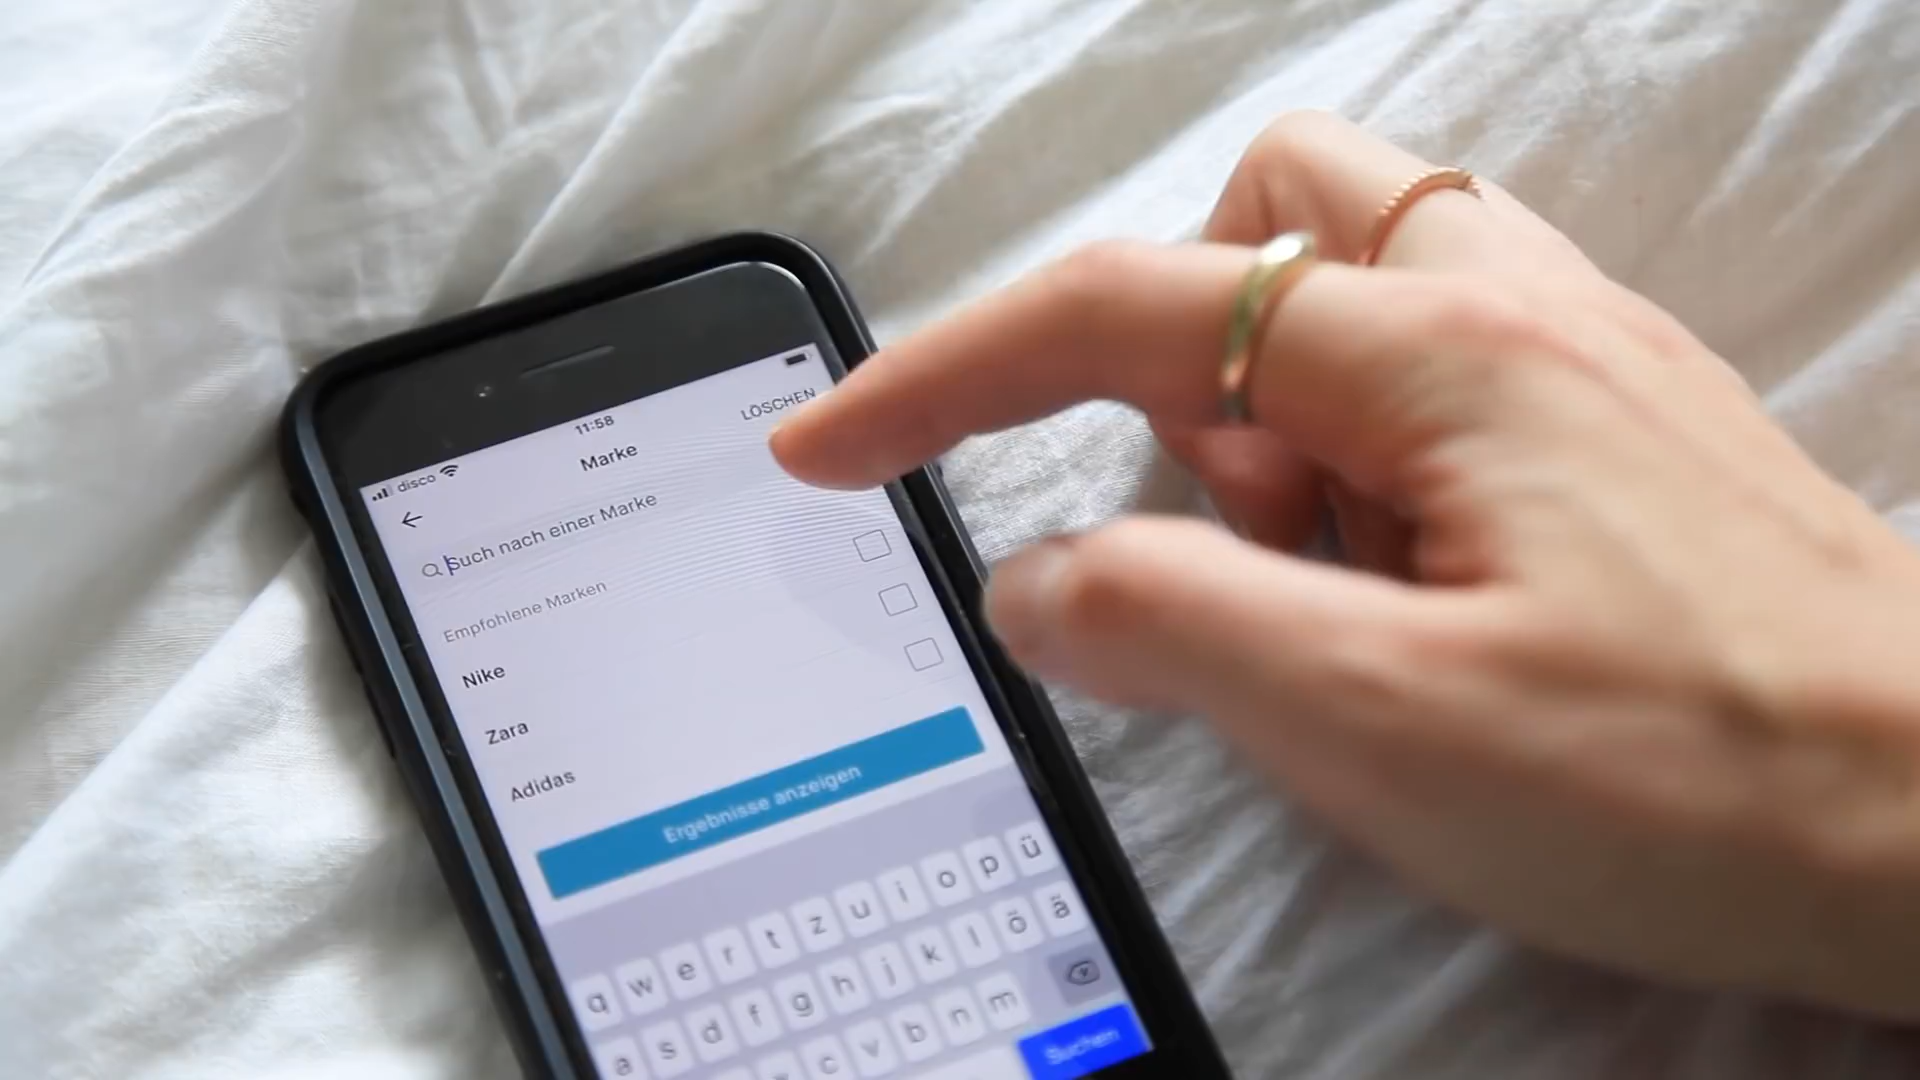 11:58
disco
Marke
LÖSCHEN
Such nach einer Marke
Empfohlene Marken
Nike
Zara
Adidas
Ergebnisse anzeigen
q w e r t z u i o p ü
a s d f g h j k l ö ä
c v b n m
Suchen